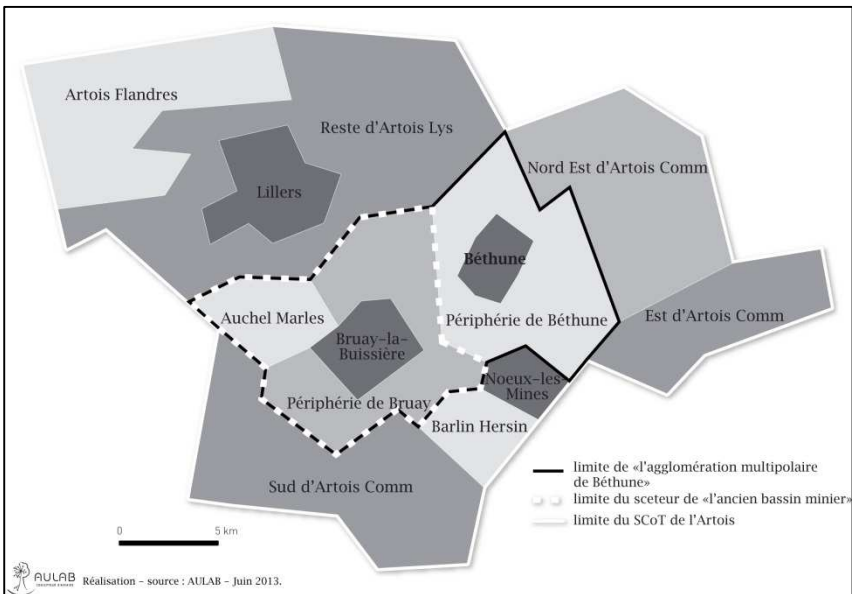 Artois Flandres
Reste d'Artois Lys
Nord Est d'Artois Comm
Lillers
Béthune
Auchel Marles
Périphérie de Béthune
Est d'Artois Comm
Bruay-la-
Buissière
Noeux-les-
Mines
Périphérie de Bruay
Barlin Hersin
Sud d'Artois Comm
limite de «l'agglomération multipolaire
de Béthune»
limite du sceteur de «l'ancien bassin minier»
limite du SCoT de l'Artois
0 5 km
AULAB Réalisation - source : AULAB - Juin 2013.